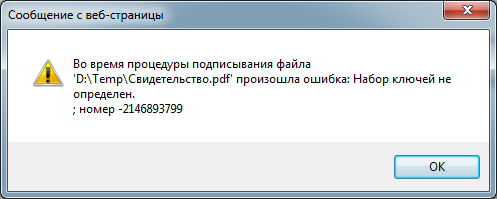 Сообщение с веб-страницы
Во время процедуры подписывания файла
'D:\Temp\Свидетельство.pdf' произошла ошибка: Набор ключей не
определен.
; номер -2146893799
OK